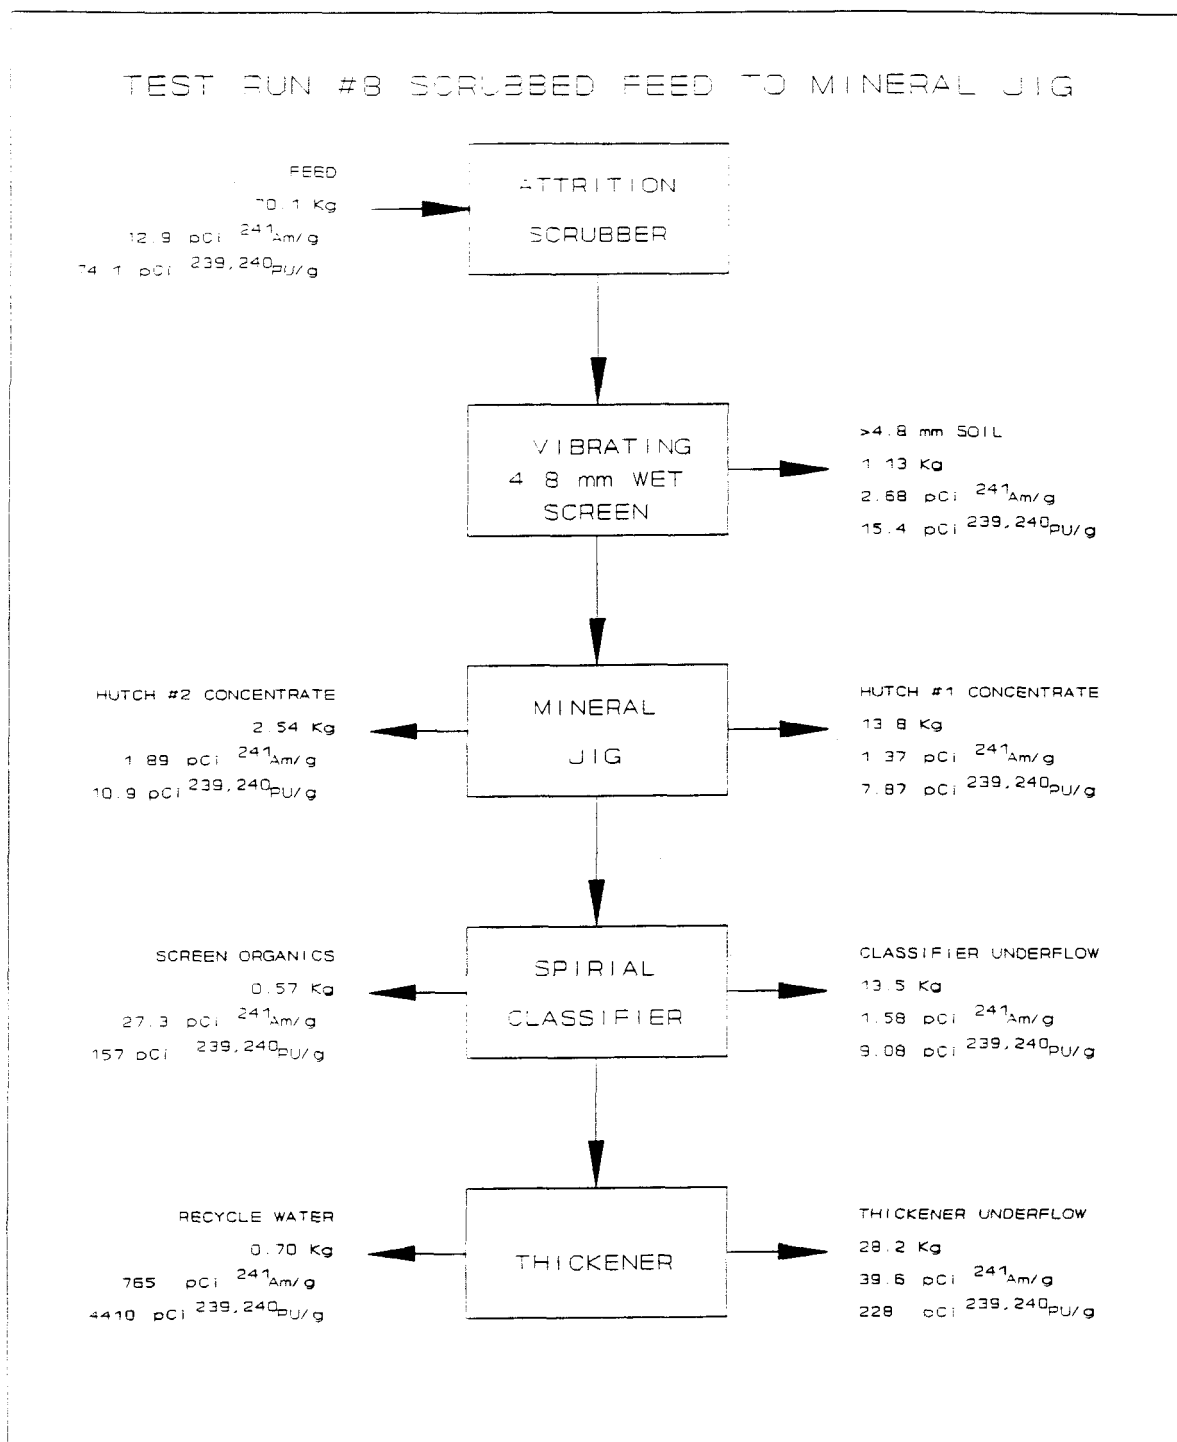 TEST RUN #8 SCRUBBED FEED TO MINERAL JIG
FEED
70.1 Kg
12.9 pCi 241Am/g
74.1 pCi 239,240PU/g
ATTRITION
SCRUBBER
VIBRATING
4 8 mm WET
SCREEN
>4.8 mm SOIL
1 13 Kg
2.68 pCi 241Am/g
15.4 pCi 239,240PU/g
HUTCH #2 CONCENTRATE
2.54 Kg
1 89 pCi 241Am/g
10.9 pCi 239,240PU/g
MINERAL
JIG
HUTCH #1 CONCENTRATE
13 8 Kg
1 37 pCi 241Am/g
7.87 pCi 239,240PU/g
SCREEN ORGANICS
0.57 Kg
27.3 pCi 241Am/g
157 pCi 239,240PU/g
SPIRIAL
CLASSIFIER
CLASSIFIER UNDERFLOW
13.5 Kg
1.58 pCi 241Am/g
9.08 pCi 239,240PU/g
RECYCLE WATER
0.70 Kg
765 pCi 241Am/g
4410 pCi 239,240PU/g
THICKENER
THICKENER UNDERFLOW
28.2 Kg
39.6 pCi 241Am/g
228 pCi 239,240PU/g